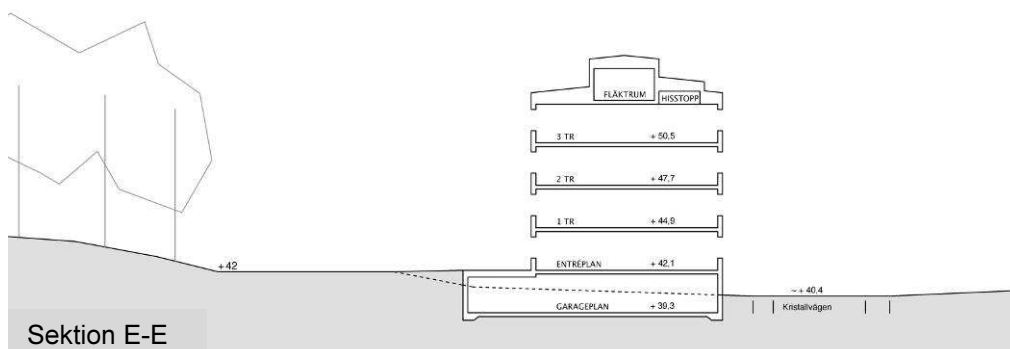 FLÄKTRUM
HISSTOPP
3 TR + 50,5
2 TR + 47,7
1 TR + 44,9
ENTRÉPLAN + 42,1
+ 42
~+ 40,4
GARAGEPLAN + 39,3
Kristallvägen
Sektion E-E